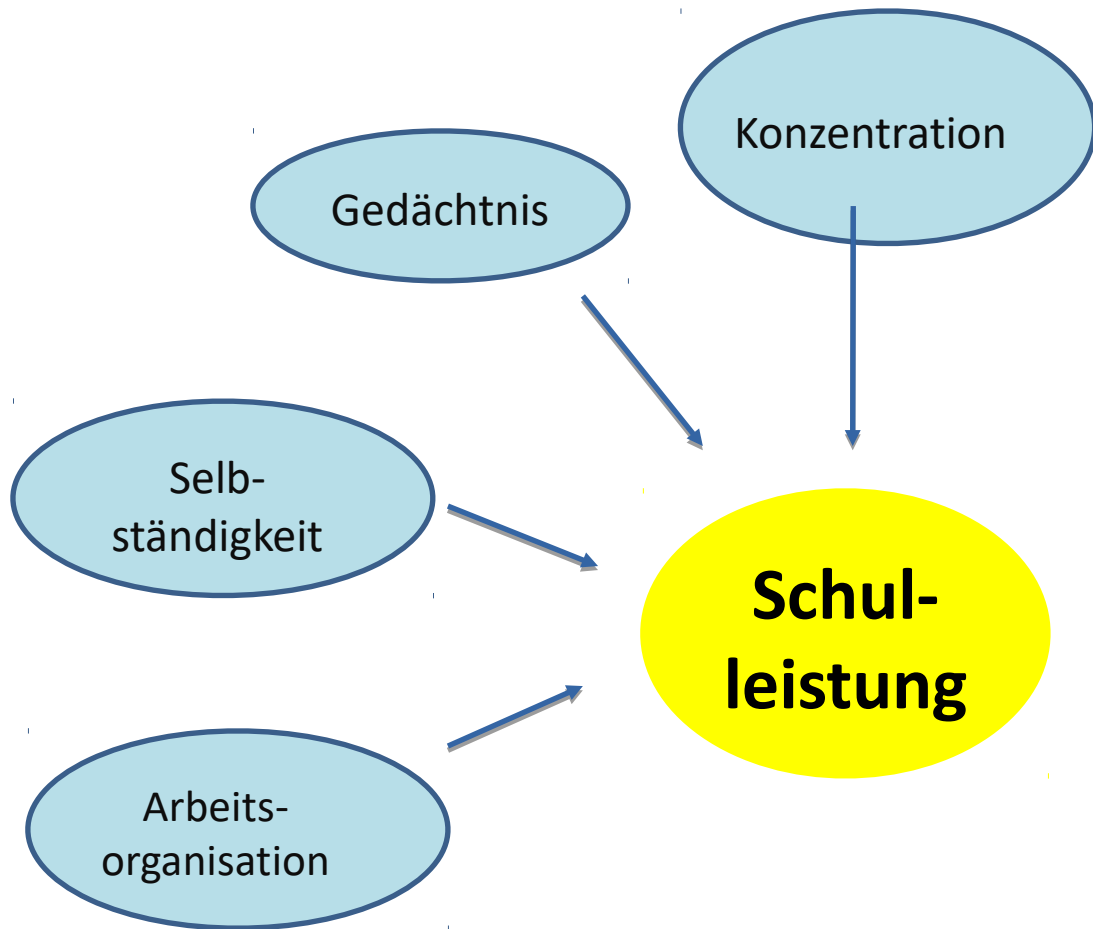 Konzentration
Gedächtnis
Selb-
ständigkeit
Schul-
leistung
Arbeits-
organisation